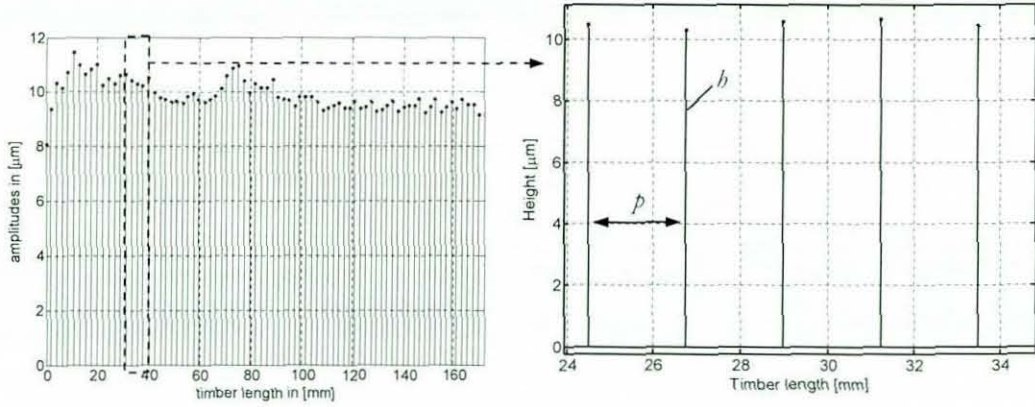 12
10
8
6
4
2
0
amplitudes in [μm]
0 20 - 40 60 80 100 120 140 160
timber length in [mm]
10
8
6
4
2
0
Height [μm]
h
p
24 26 28 30 32 34
Timber length [mm]